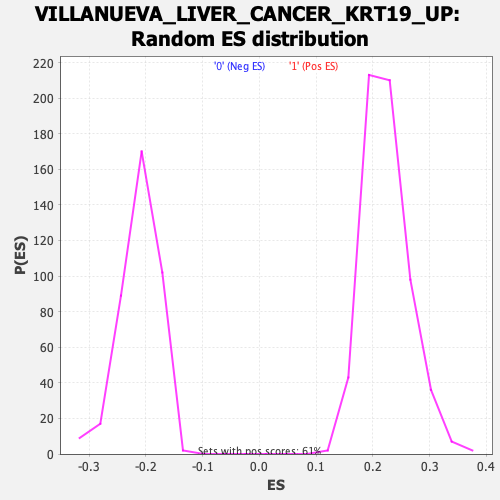 VILLANUEVA_LIVER_CANCER_KRT19_UP:
Random ES distribution
'0' (Neg ES) '1' (Pos ES)
220
200
180
160
140
120
100
80
60
40
20
0
P(ES)
Sets with pos scores: 61%
-0.3 -0.2 -0.1 0.0 0.1 0.2 0.3 0.4
ES